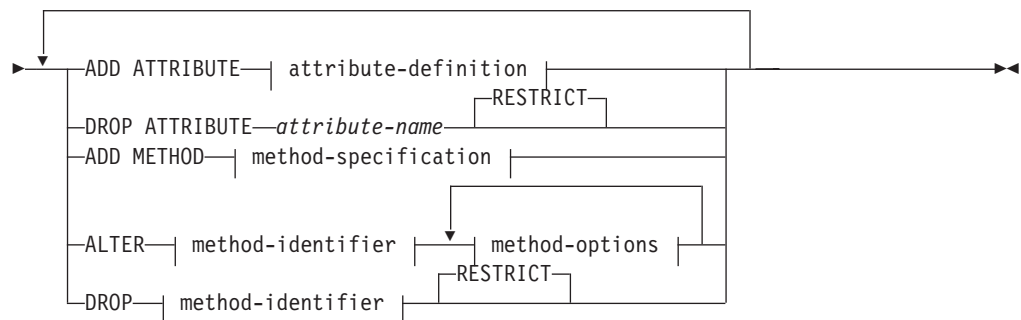 ADD ATTRIBUTE attribute-definition
RESTRICT
DROP ATTRIBUTE attribute-name
ADD METHOD method-specification
ALTER method-identifier method-options
RESTRICT
DROP method-identifier